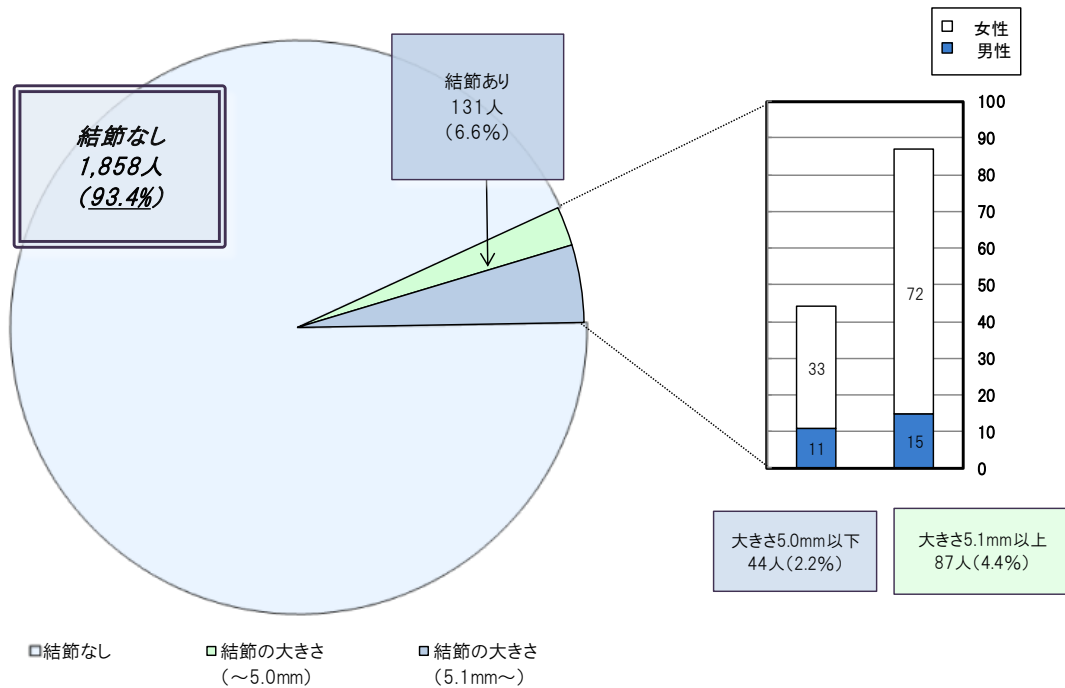 女性
男性
結節なし
1,858人
(93.4%)
結節あり
131人
(6.6%)
100
90
80
70
60
50
40
30
20
10
0
33
11
72
15
大きさ5.0mm以下
44人(2.2%)
大きさ5.1mm以上
87人(4.4%)
結節なし
結節の大きさ
(～5.0mm)
結節の大きさ
(5.1mm～)